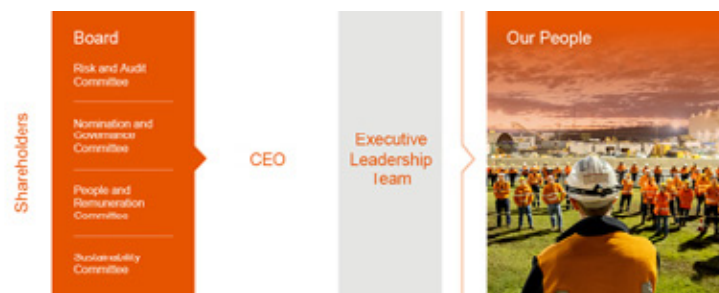 Shareholders
Board
Risk and Audit
Committee
Nomination and
Governance
Committee
People and
Remuneration
Committee
Sustainability
Committee
CEO
Executive
Leadership
Team
Our People